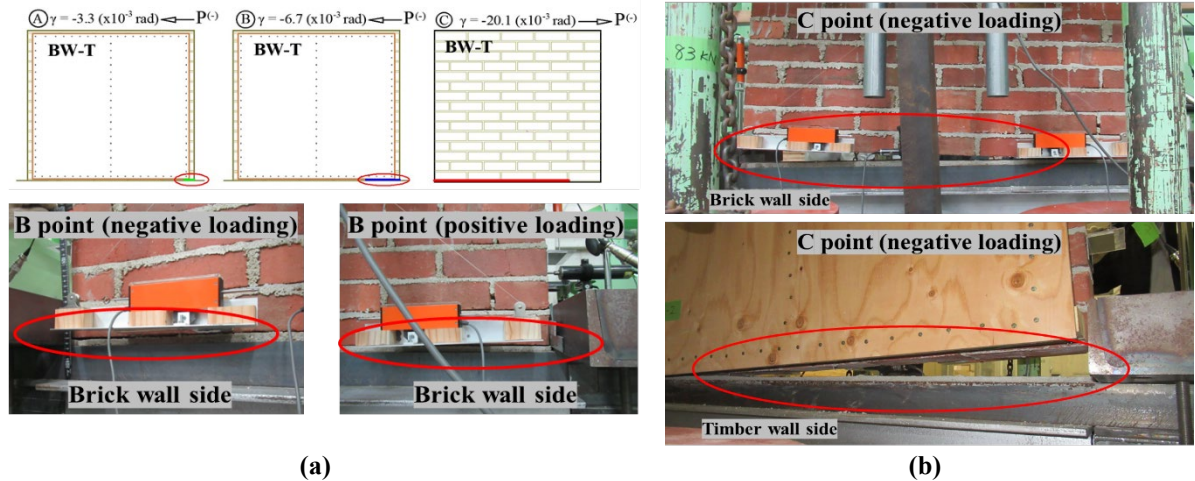 Ⓐ γ = -3.3 (x10⁻³ rad) P⁽⁻⁾
BW-T
Ⓑ γ = -6.7 (x10⁻³ rad) P⁽⁻⁾
BW-T
Ⓒ γ = -20.1 (x10⁻³ rad) P⁽⁻⁾
BW-T
B point (negative loading)
Brick wall side
B point (positive loading)
Brick wall side
(a)
C point (negative loading)
83 kN
Brick wall side
C point (negative loading)
Timber wall side
(b)